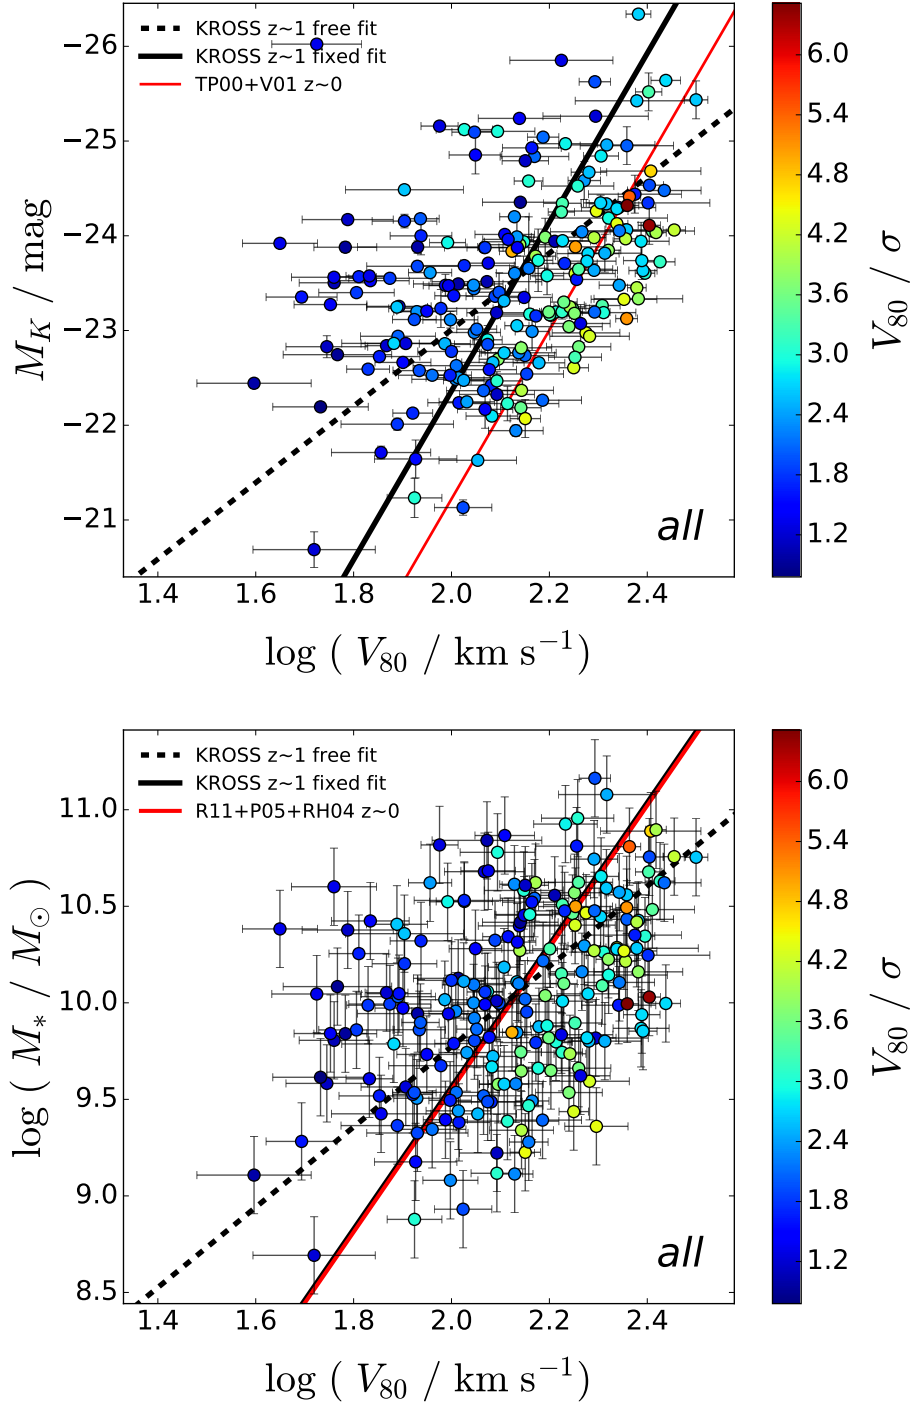 −26
−25
−24
−23
−22
−21
M_K / mag
KROSS z~1 free fit
KROSS z~1 fixed fit
TP00+V01 z~0
all
1.4 1.6 1.8 2.0 2.2 2.4
log ( V_80 / km s^−1)
6.0
5.4
4.8
4.2
3.6
3.0
2.4
1.8
1.2
V_80 / σ
11.0
10.5
10.0
9.5
9.0
8.5
log ( M_* / M_⊙)
KROSS z~1 free fit
KROSS z~1 fixed fit
R11+P05+RH04 z~0
all
1.4 1.6 1.8 2.0 2.2 2.4
log ( V_80 / km s^−1)
6.0
5.4
4.8
4.2
3.6
3.0
2.4
1.8
1.2
V_80 / σ